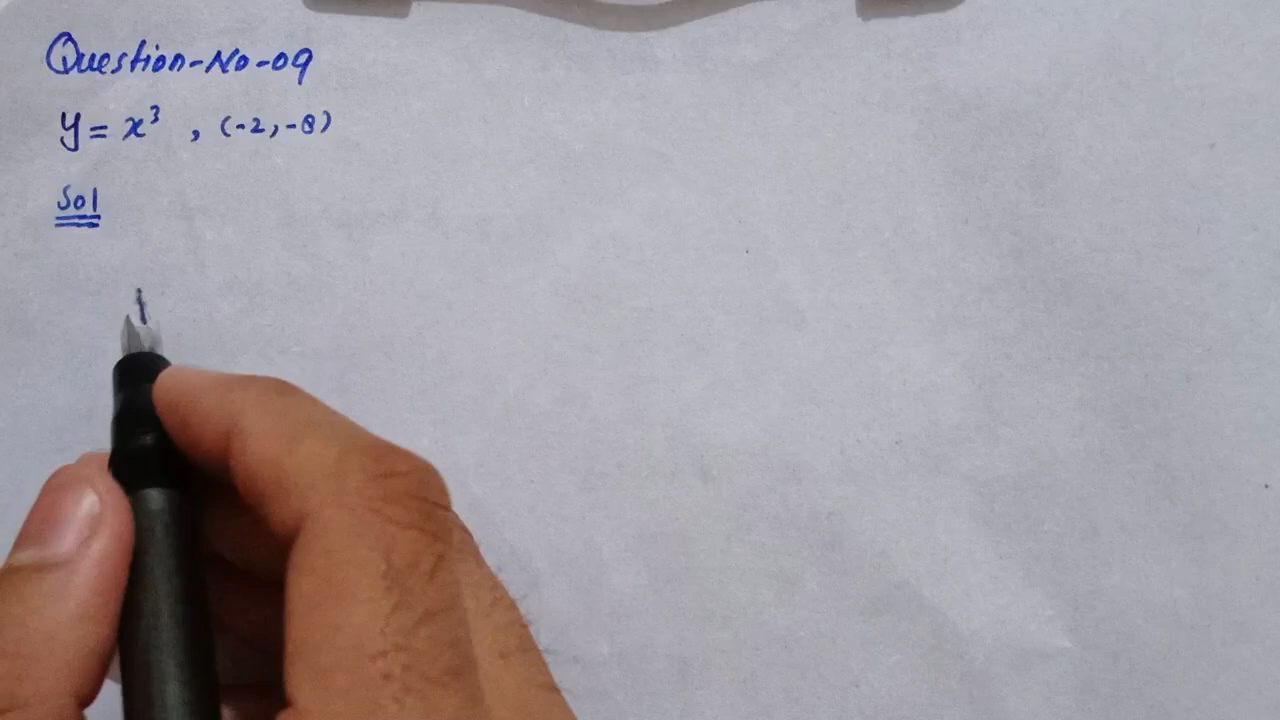 Question-No-09
y = x³ , (-2, -8)
Sol